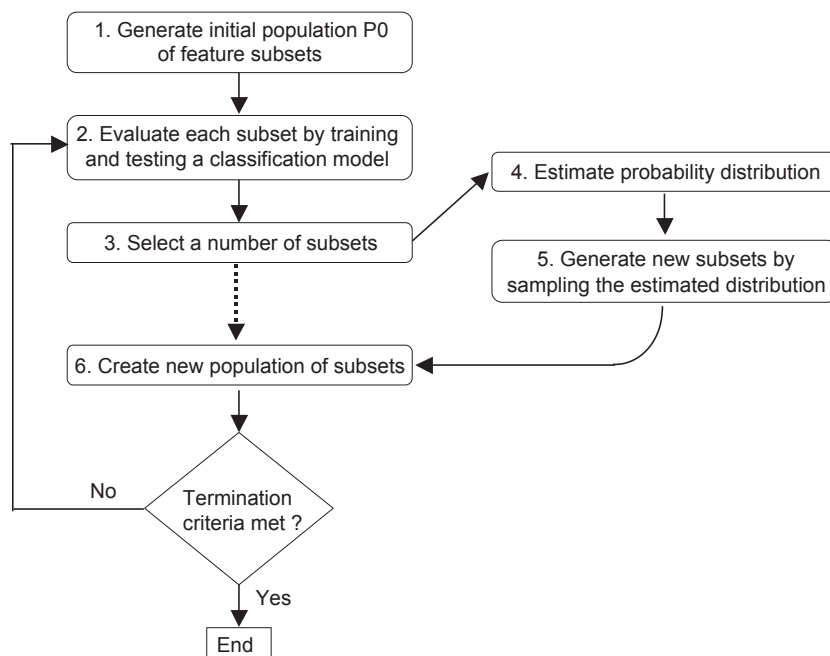 1. Generate initial population P0
of feature subsets
2. Evaluate each subset by training
and testing a classification model
3. Select a number of subsets
4. Estimate probability distribution
5. Generate new subsets by
sampling the estimated distribution
6. Create new population of subsets
Termination
criteria met ?
No
Yes
End